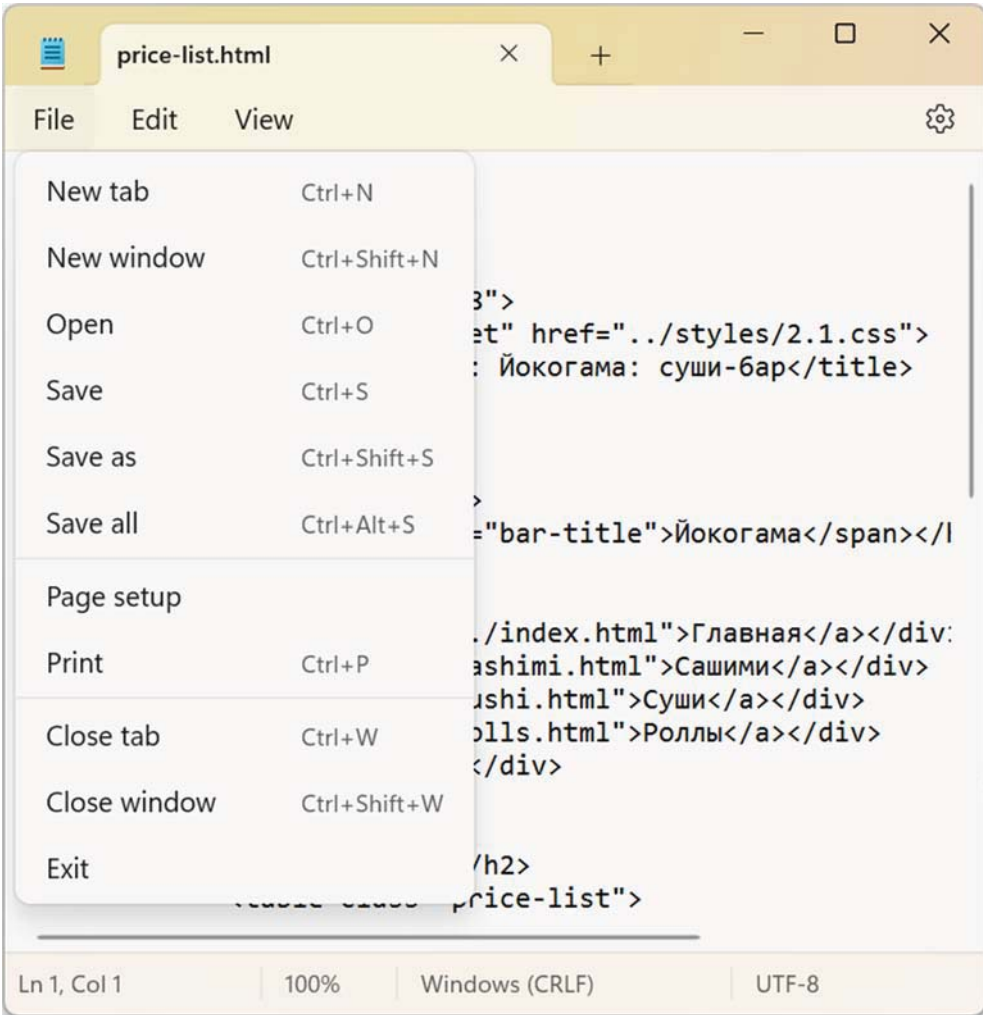 price-list.html
File Edit View
New tab Ctrl+N
New window Ctrl+Shift+N
3">
Open Ctrl+O
et" href="../styles/2.1.css">
: Йокогама: суши-бар</title>
Save Ctrl+S
Save as Ctrl+Shift+S
>
Save all Ctrl+Alt+S
="bar-title">Йокогама</span></
Page setup
./index.html">Главная</a></div
Print Ctrl+P
ashimi.html">Сашими</a></div>
ushi.html">Суши</a></div>
Close tab Ctrl+W
olls.html">Роллы</a></div>
</div>
Close window Ctrl+Shift+W
Exit
/h2>
price-list">
Ln 1, Col 1 100% Windows (CRLF) UTF-8